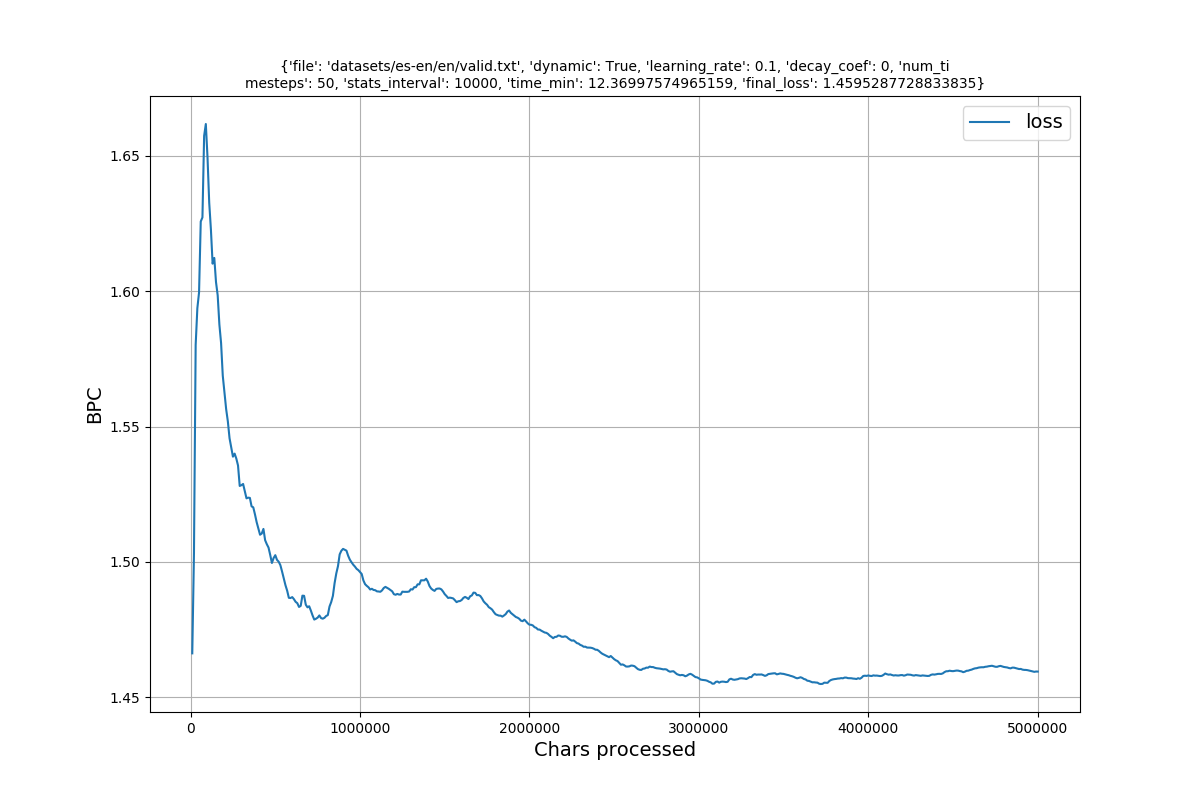 {'file': 'datasets/es-en/en/valid.txt', 'dynamic': True, 'learning_rate': 0.1, 'decay_coef': 0, 'num_ti
mesteps': 50, 'stats_interval': 10000, 'time_min': 12.36997574965159, 'final_loss': 1.4595287728833835}
loss
1.65
1.60
1.55
1.50
1.45
BPC
0 1000000 2000000 3000000 4000000 5000000
Chars processed